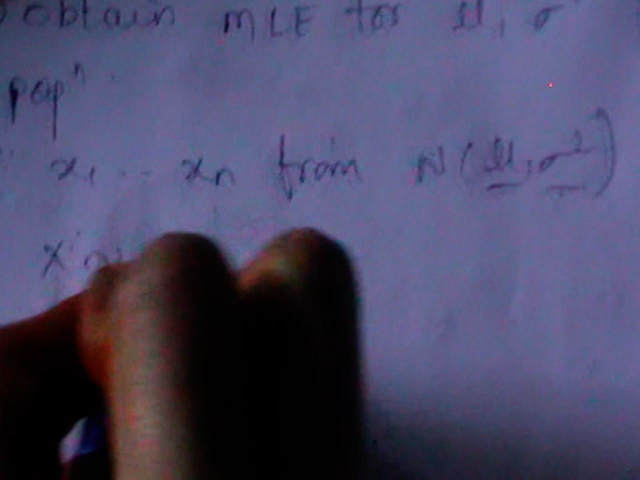 obtain MLE for μ, σ
popⁿ
x₁ .. xₙ from N(μ, σ²)